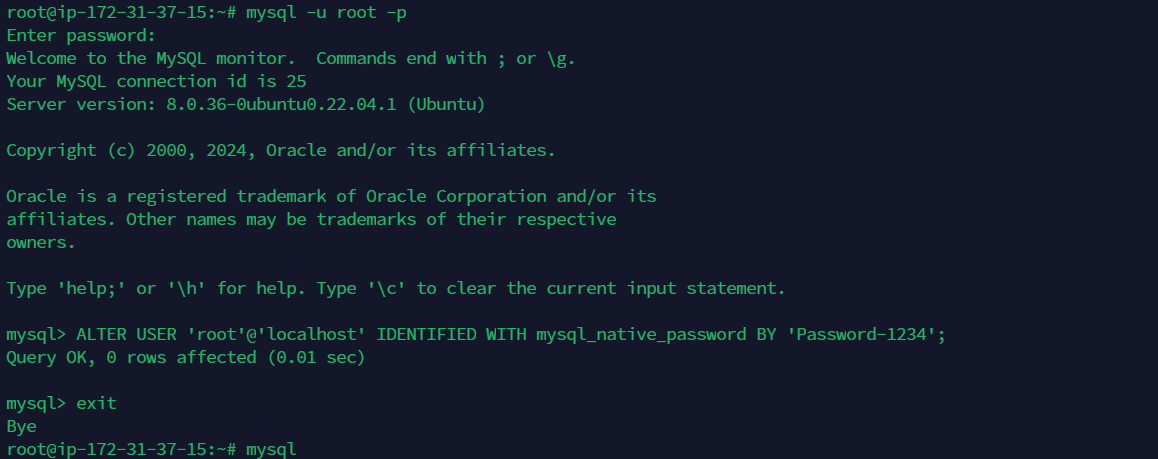 root@ip-172-31-37-15:~# mysql -u root -p
Enter password:
Welcome to the MySQL monitor.  Commands end with ; or \g.
Your MySQL connection id is 25
Server version: 8.0.36-0ubuntu0.22.04.1 (Ubuntu)
Copyright (c) 2000, 2024, Oracle and/or its affiliates.
Oracle is a registered trademark of Oracle Corporation and/or its
affiliates. Other names may be trademarks of their respective
owners.
Type 'help;' or '\h' for help. Type '\c' to clear the current input statement.
mysql> ALTER USER 'root'@'localhost' IDENTIFIED WITH mysql_native_password BY 'Password-1234';
Query OK, 0 rows affected (0.01 sec)
mysql> exit
Bye
root@ip-172-31-37-15:~# mysql